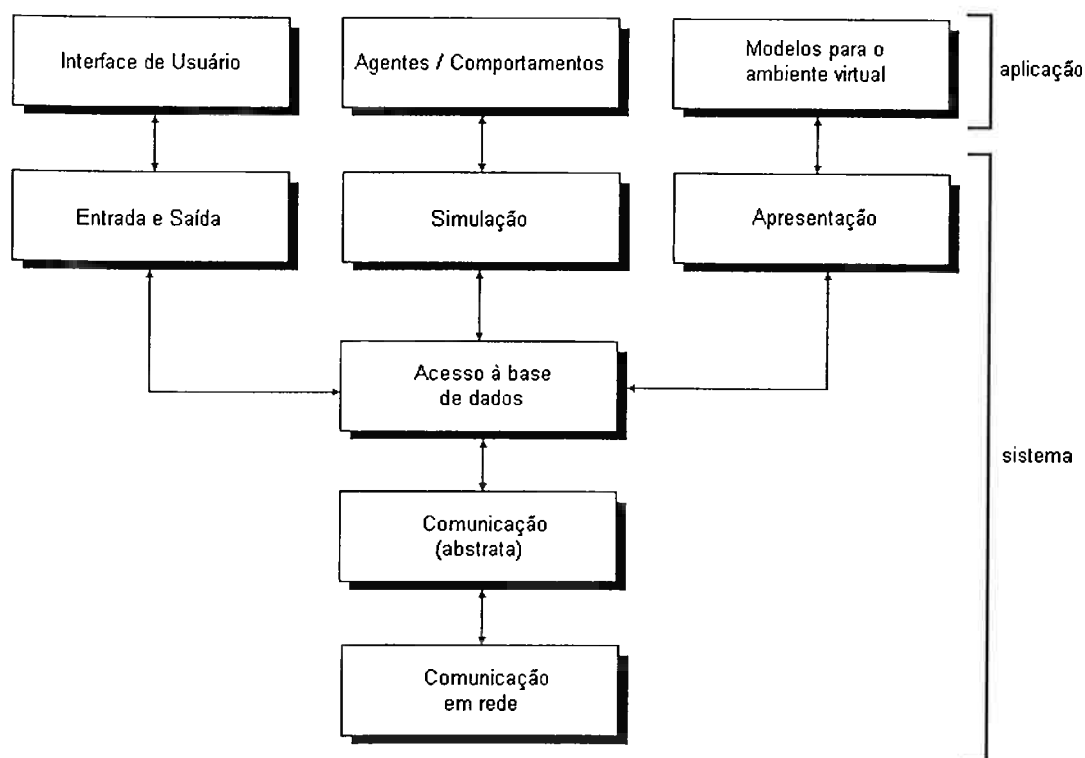 Interface de Usuário
Agentes / Comportamentos
Modelos para o
ambiente virtual
aplicação
Entrada e Saída
Simulação
Apresentação
Acesso à base
de dados
sistema
Comunicação
(abstrata)
Comunicação
em rede